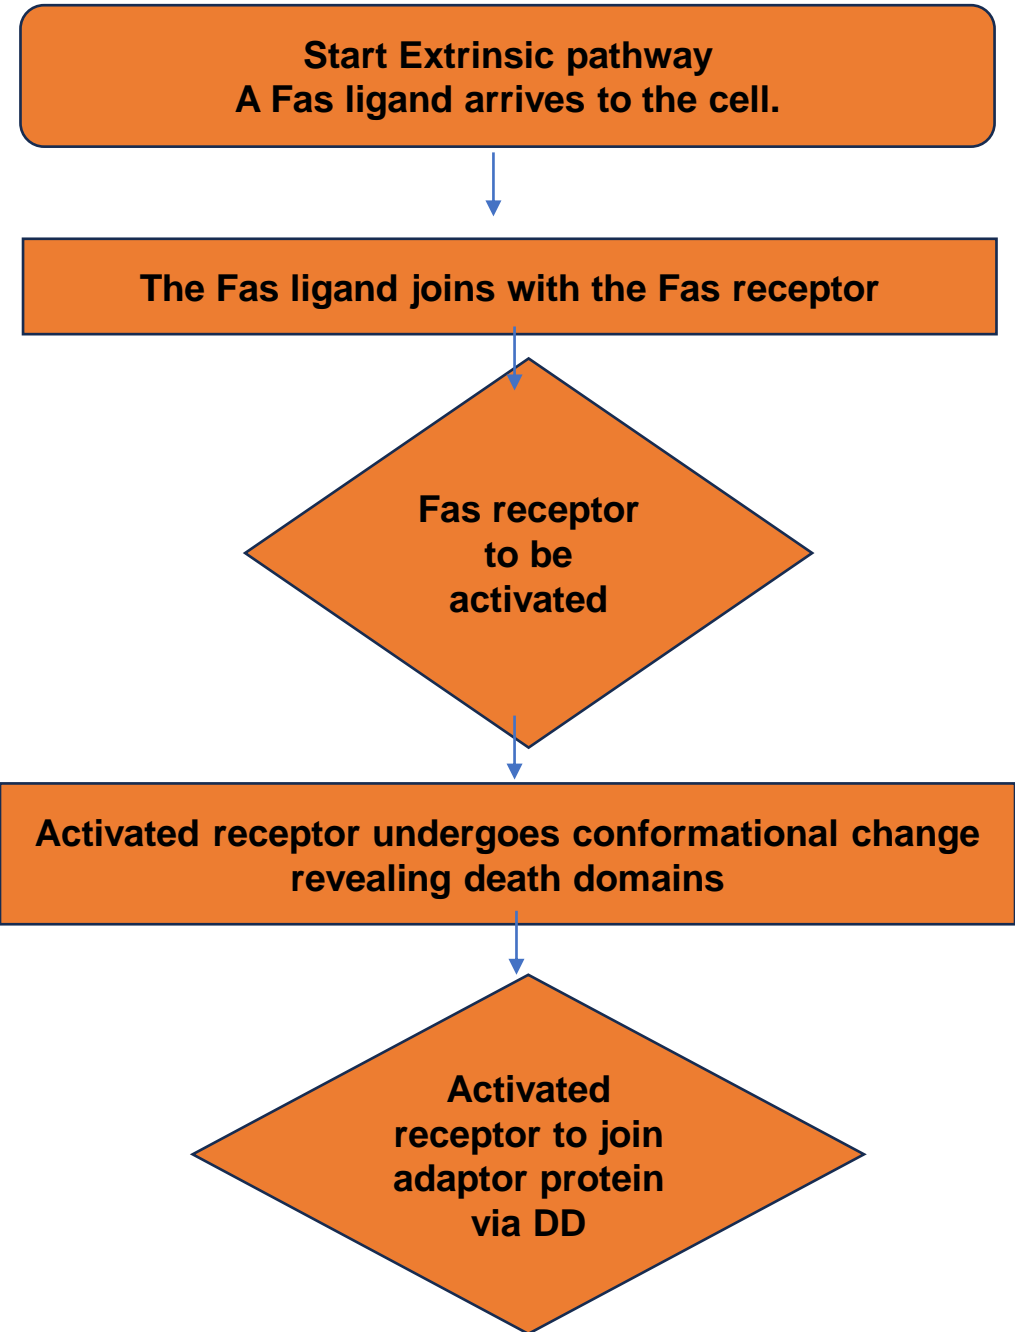 Start Extrinsic pathway
A Fas ligand arrives to the cell.
The Fas ligand joins with the Fas receptor
Fas receptor
to be
activated
Activated receptor undergoes conformational change
revealing death domains
Activated
receptor to join
adaptor protein
via DD